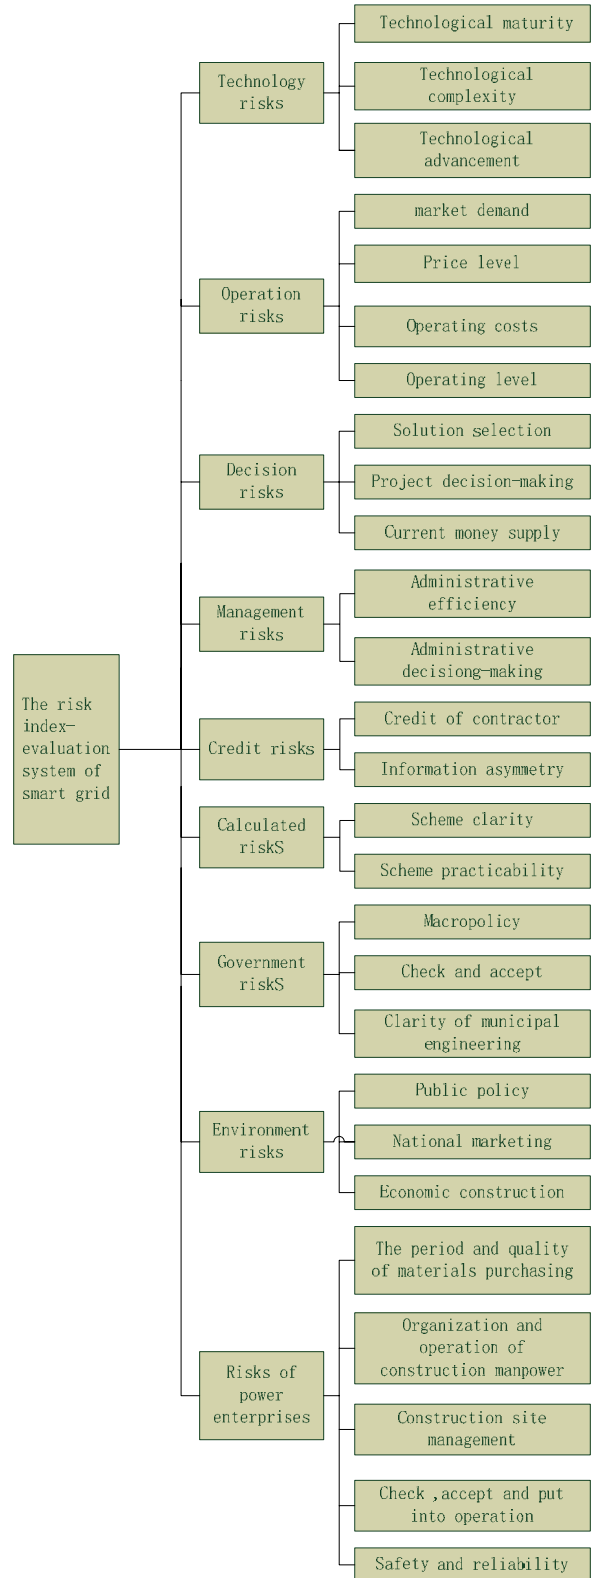 Technological maturity
Technology
risks
Technological
complexity
Technological
advancement
market demand
Price level
Operation
risks
Operating costs
Operating level
Solution selection
Decision
risks
Project decision-making
Current money supply
Administrative
efficiency
Management
risks
Administrative
decisiong-making
The risk
index-
evaluation
system of
smart grid
Credit of contractor
Credit risks
Information asymmetry
Scheme clarity
Calculated
riskS
Scheme practicability
Macropolicy
Government
riskS
Check and accept
Clarity of municipal
engineering
Public policy
Environment
risks
National marketing
Economic construction
The period and quality
of materials purchasing
Organization and
operation of
construction manpower
Risks of
power
enterprises
Construction site
management
Check ,accept and put
into operation
Safety and reliability